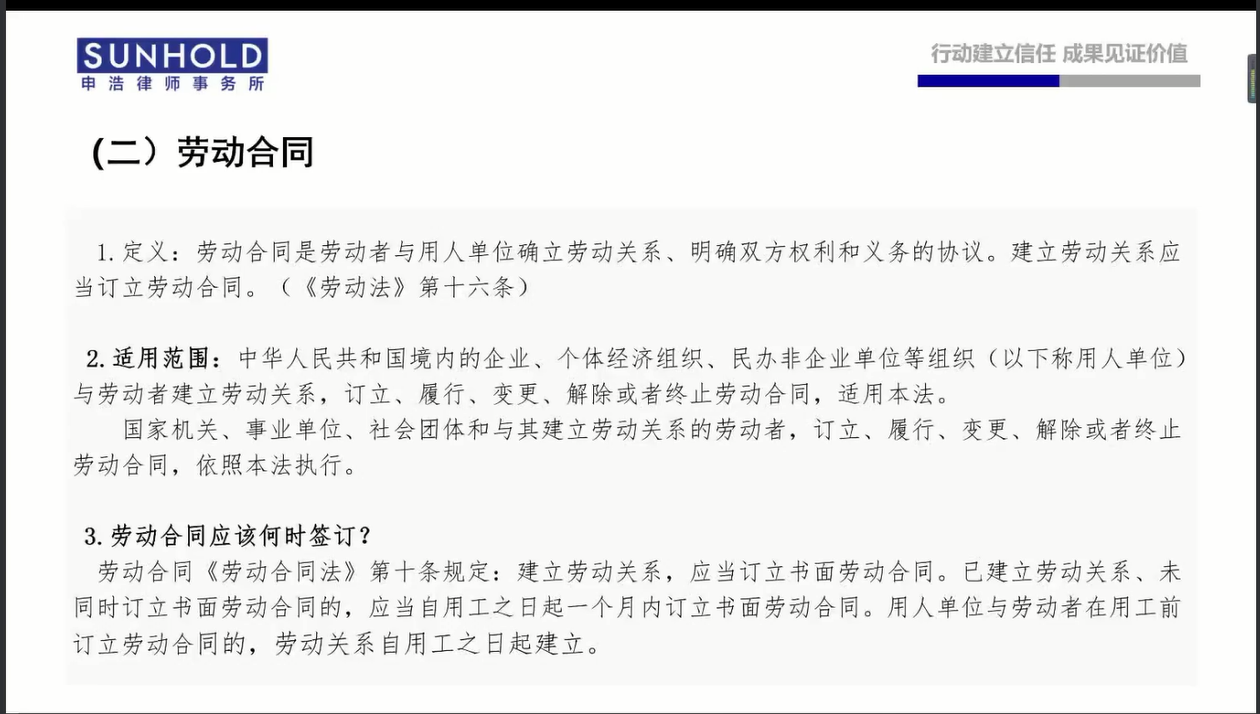 SUNHOLD
申浩律师事务所
行动建立信任 成果见证价值
(二）劳动合同
1.定义：劳动合同是劳动者与用人单位确立劳动关系、明确双方权利和义务的协议。建立劳动关系应
当订立劳动合同。（《劳动法》第十六条）
2.适用范围：中华人民共和国境内的企业、个体经济组织、民办非企业单位等组织（以下称用人单位）
与劳动者建立劳动关系，订立、履行、变更、解除或者终止劳动合同，适用本法。
国家机关、事业单位、社会团体和与其建立劳动关系的劳动者，订立、履行、变更、解除或者终止
劳动合同，依照本法执行。
3.劳动合同应该何时签订？
劳动合同《劳动合同法》第十条规定：建立劳动关系，应当订立书面劳动合同。已建立劳动关系、未
同时订立书面劳动合同的，应当自用工之日起一个月内订立书面劳动合同。用人单位与劳动者在用工前
订立劳动合同的，劳动关系自用工之日起建立。